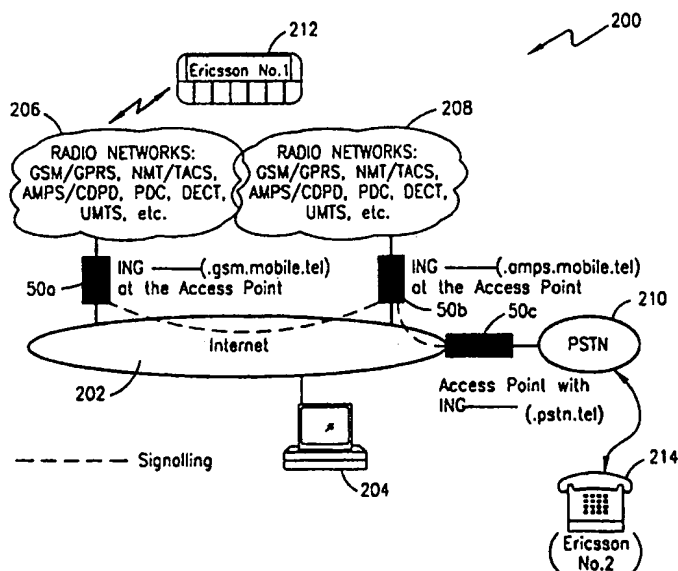 200
212
Ericsson No.1
206
208
RADIO NETWORKS:
GSM/GPRS, NMT/TACS,
AMPS/CDPD, PDC, DECT,
UMTS, etc.
RADIO NETWORKS:
GSM/GPRS, NMT/TACS,
AMPS/CDPD, PDC, DECT,
UMTS, etc.
50a
ING (.gsm.mobile.tel)
at the Access Point
ING (.amps.mobile.tel)
at the Access Point
50b
50c
210
Internet
PSTN
202
Access Point with
ING (.pstn.tel)
Signalling
204
214
(Ericsson
No.2)